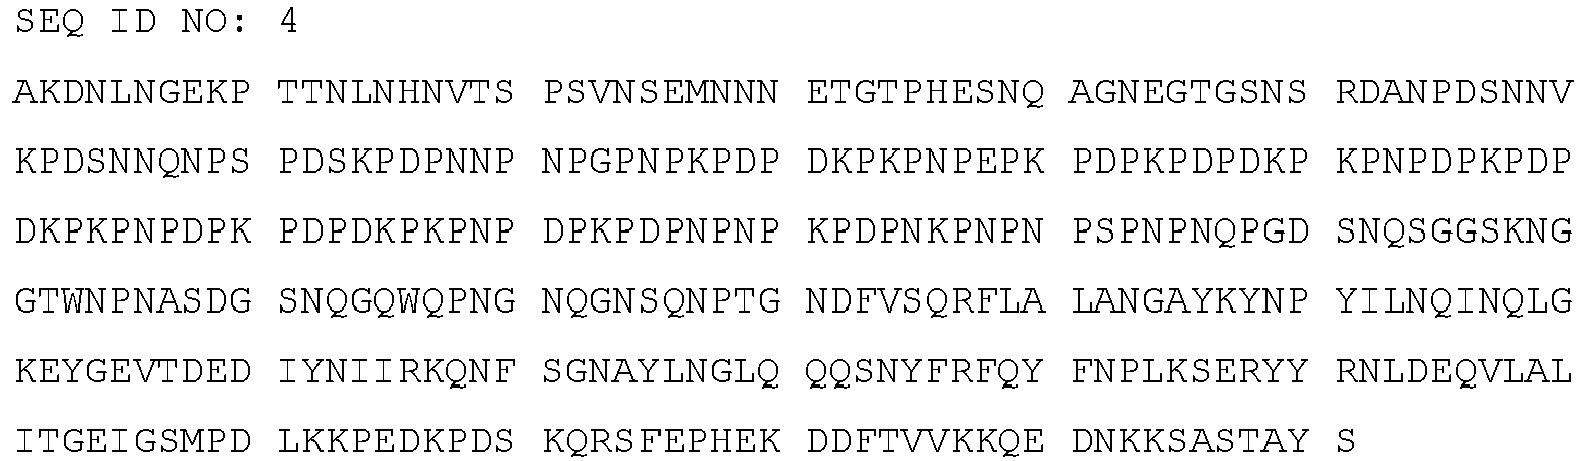 SEQ ID NO: 4
AKDNLNGEKP TTNLNHNVTS PSVNSEMNNN ETGTPHESNQ AGNEGTGSNS RDANPDSNNV
KPDSNNQNPS PDSKPDPNNP NPGPNPKPDP DKPKPNPEPK PDPKPDPDKP KPNPDPKPDP
DKPKPNPDPK PDPDKPKPNP DPKPDPNPNP KPDPNKPNPN PSPNPNQPGD SNQSGGSKNG
GTWNPNASDG SNQGQWQPNG NQGNSQNPTG NDFVSQRFLA LANGAYKYNP YILNQINQLG
KEYGEVTDED IYNIIRKQNF SGNAYLNGLQ QQSNYFRFQY FNPLKSERYY RNLDEQVLAL
ITGEIGSMPD LKKPEDKPDS KQRSFEPHEK DDFTVVKKQE DNKKSASTAY S